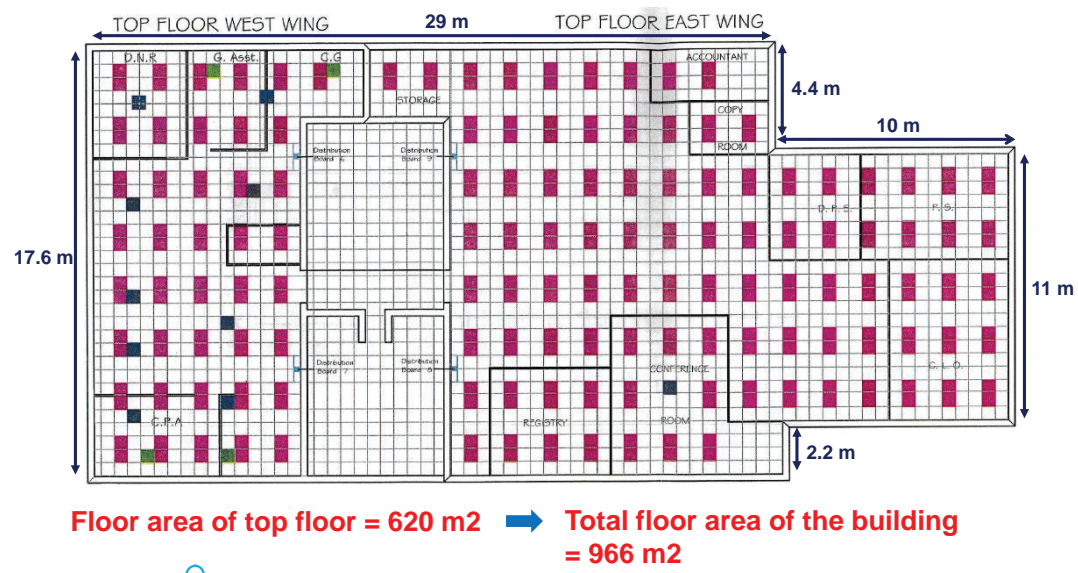 TOP FLOOR WEST WING
29 m
TOP FLOOR EAST WING
D.N.R
G. Asst.
C.G
ACCOUNTANT
STORAGE
COPY
ROOM
4.4 m
10 m
Distribution
Board 6
Distribution
Board 9
D. P. S.
P. S.
17.6 m
11 m
Distribution
Board 7
Distribution
Board 8
CONFERENCE
ROOM
C. L. O.
C.P.A
REGISTRY
2.2 m
Floor area of top floor = 620 m2
Total floor area of the building
= 966 m2